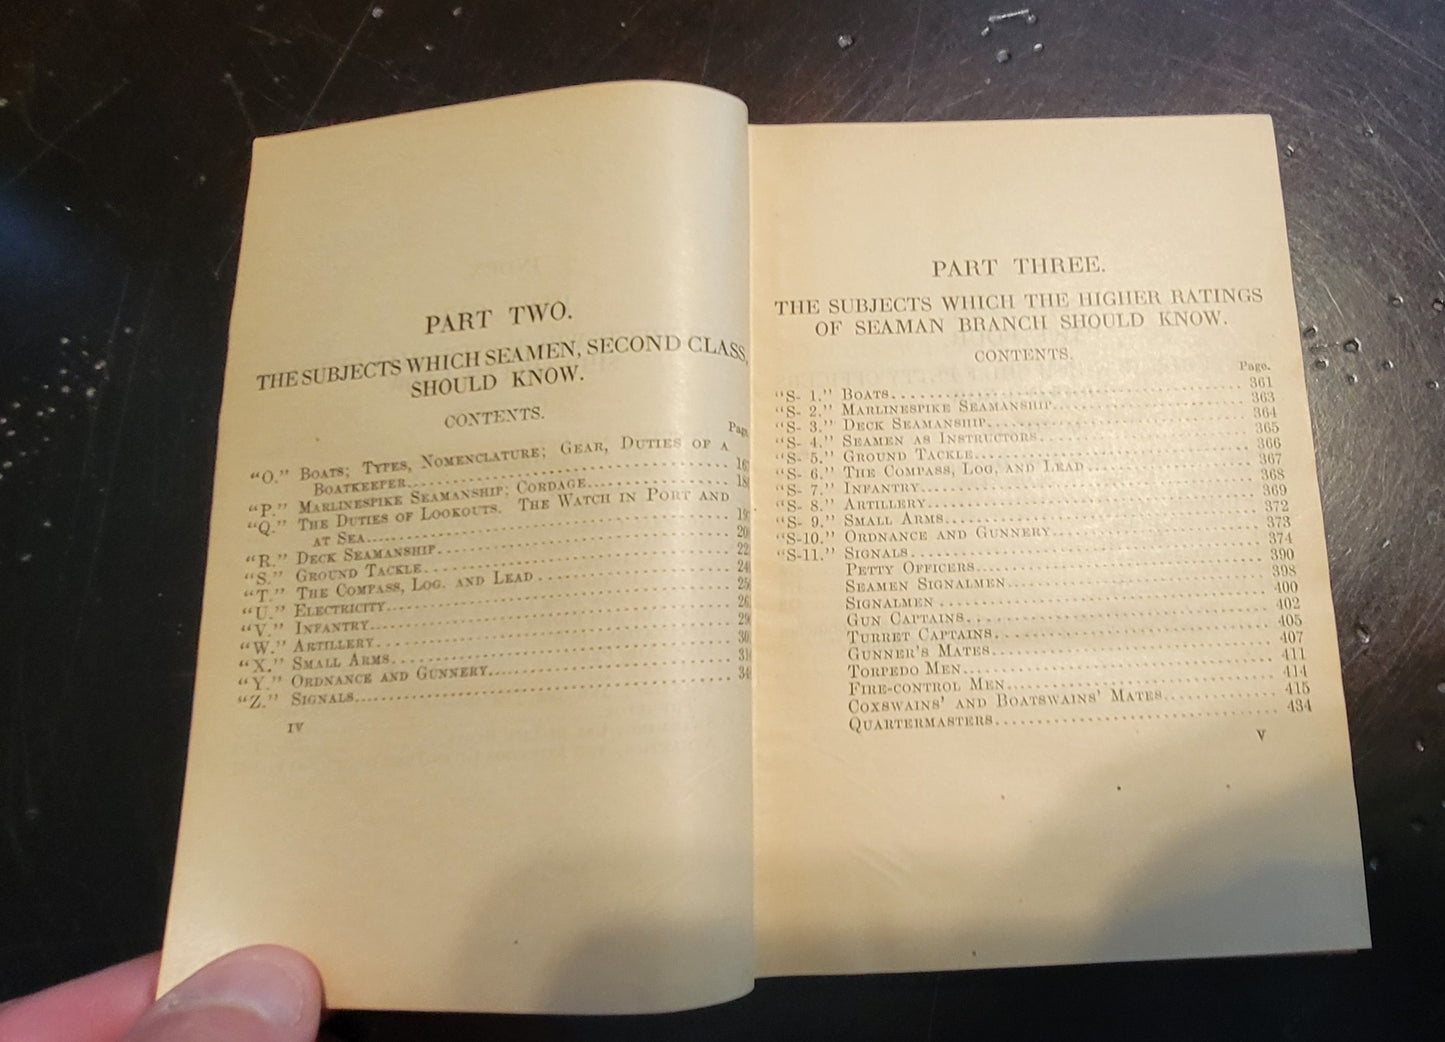 PART TWO.
THE SUBJECTS WHICH SEAMEN, SECOND CLASS,
SHOULD KNOW.
CONTENTS.
"O." BOATS; TYPES, NOMENCLATURE; GEAR, DUTIES OF A
BOATKEEPER
"P." MARLINESPIKE SEAMANSHIP; CORDAGE
"Q." THE DUTIES OF LOOKOUTS. THE WATCH IN PORT AND
AT SEA
"R." DECK SEAMANSHIP
"S." GROUND TACKLE
"T." THE COMPASS, LOG, AND LEAD
"U." ELECTRICITY
"V." INFANTRY
"W." ARTILLERY
"X." SMALL ARMS
"Y." ORDNANCE AND GUNNERY
"Z." SIGNALS
IV
PART THREE.
THE SUBJECTS WHICH THE HIGHER RATINGS
OF SEAMAN BRANCH SHOULD KNOW.
CONTENTS.
Page.
"S- 1." BOATS 361
"S- 2." MARLINESPIKE SEAMANSHIP 363
"S- 3." DECK SEAMANSHIP 364
"S- 4." SEAMEN AS INSTRUCTORS 365
"S- 5." GROUND TACKLE 366
"S- 6." THE COMPASS, LOG, AND LEAD 367
"S- 7." INFANTRY 368
"S- 8." ARTILLERY 369
"S- 9." SMALL ARMS 372
"S-10." ORDNANCE AND GUNNERY 373
"S-11." SIGNALS 374
PETTY OFFICERS 390
SEAMEN SIGNALMEN 398
SIGNALMEN 400
GUN CAPTAINS 402
TURRET CAPTAINS 405
GUNNER'S MATES 407
TORPEDO MEN 411
FIRE-CONTROL MEN 414
COXSWAINS' AND BOATSWAINS' MATES 415
QUARTERMASTERS 434
V